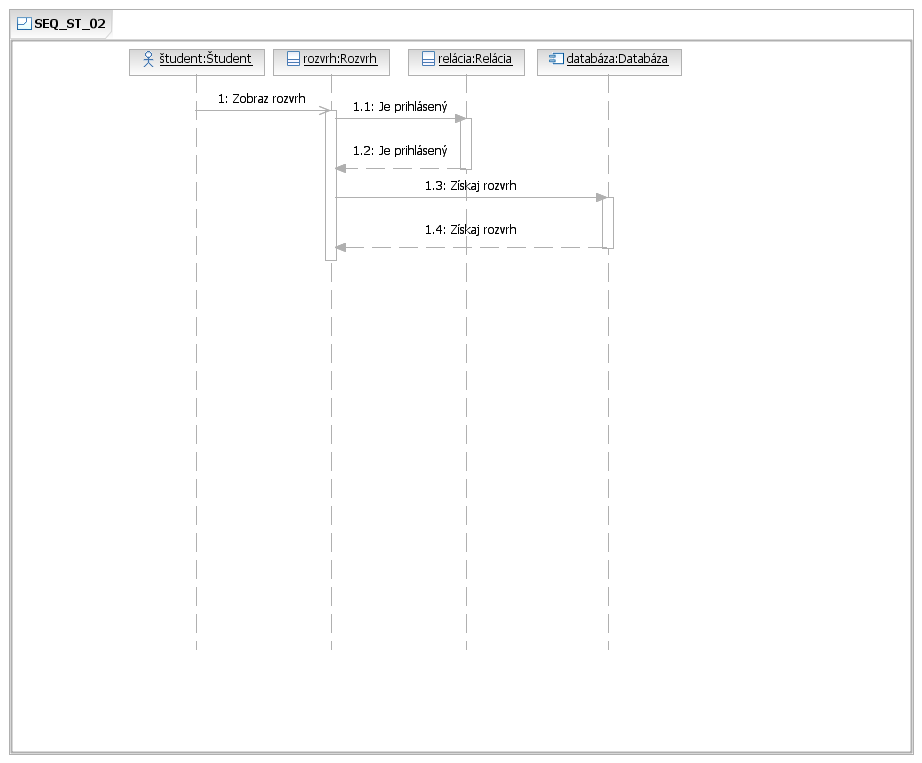 SEQ_ST_02
študent:Študent
rozvrh:Rozvrh
relácia:Relácia
databáza:Databáza
1: Zobraz rozvrh
1.1: Je prihlásený
1.2: Je prihlásený
1.3: Získaj rozvrh
1.4: Získaj rozvrh